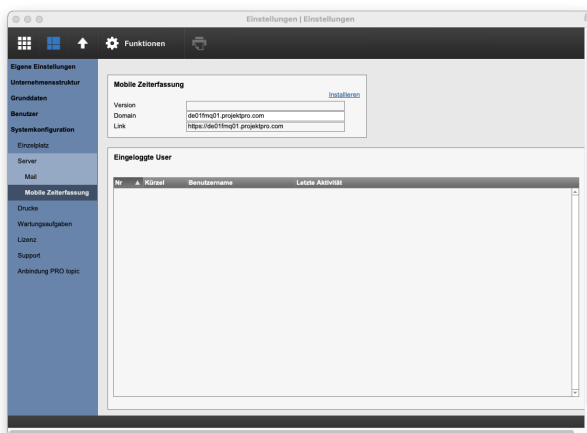 Einstellungen | Einstellungen
Funktionen
Eigene Einstellungen
Unternehmensstruktur
Grunddaten
Benutzer
Systemkonfiguration
Einzelplatz
Server
Mail
Mobile Zeiterfassung
Drucke
Wartungsaufgaben
Lizenz
Support
Anbindung PRO topic
Mobile Zeiterfassung
Installieren
Version
Domain de01fmq01.projektpro.com
Link https://de01fmq01.projektpro.com
Eingeloggte User
Nr Kürzel Benutzername Letzte Aktivität